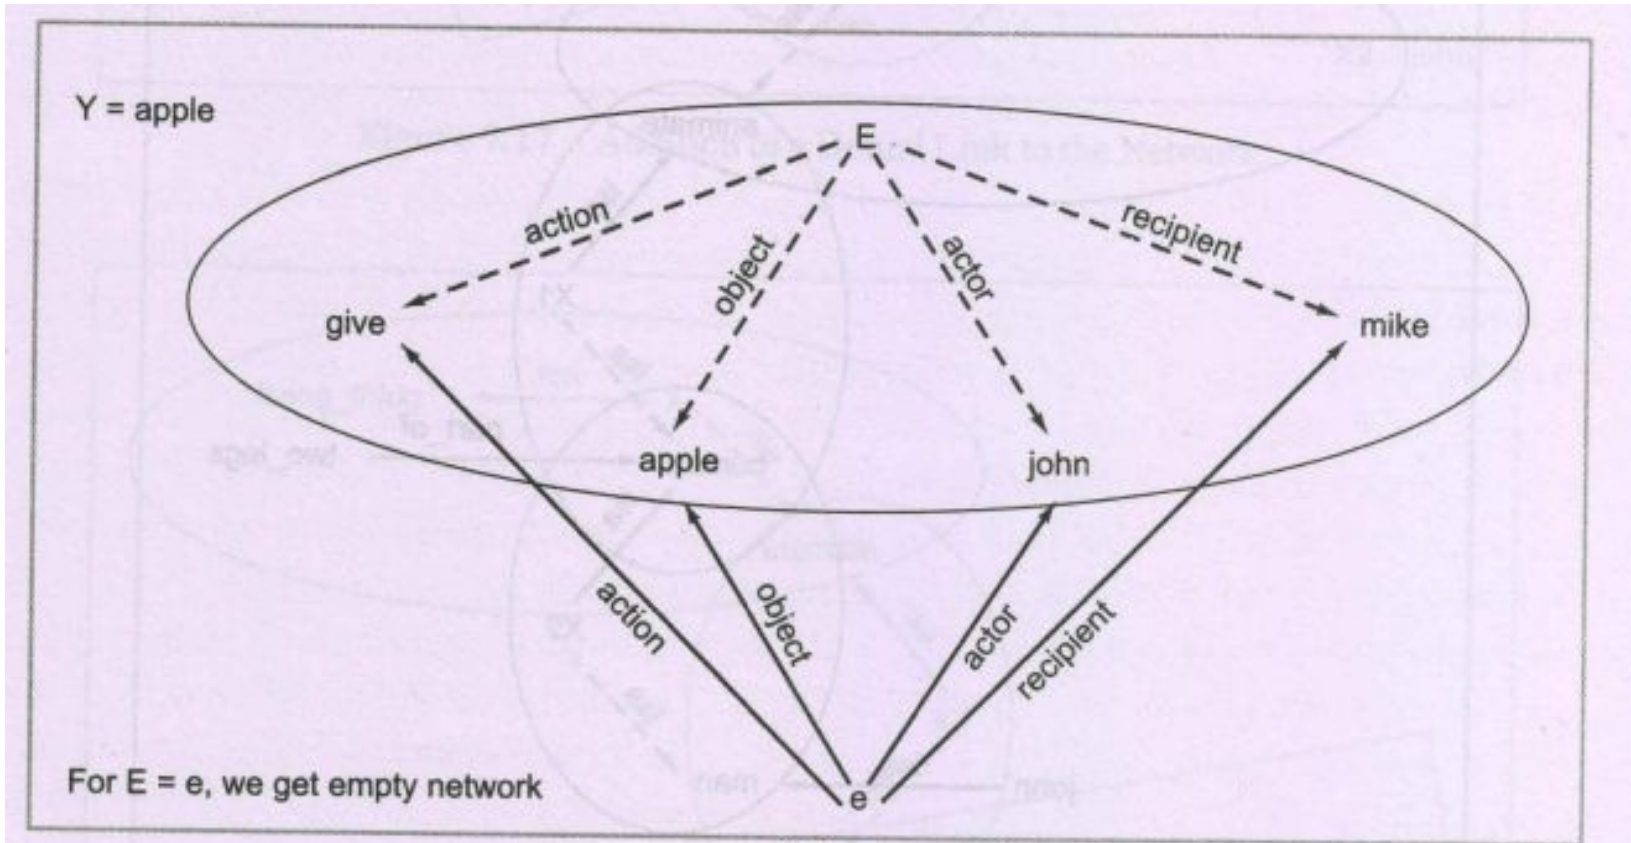 Y = apple
E
action
object
actor
recipient
give
mike
apple
john
action
object
actor
recipient
For E = e, we get empty network
e